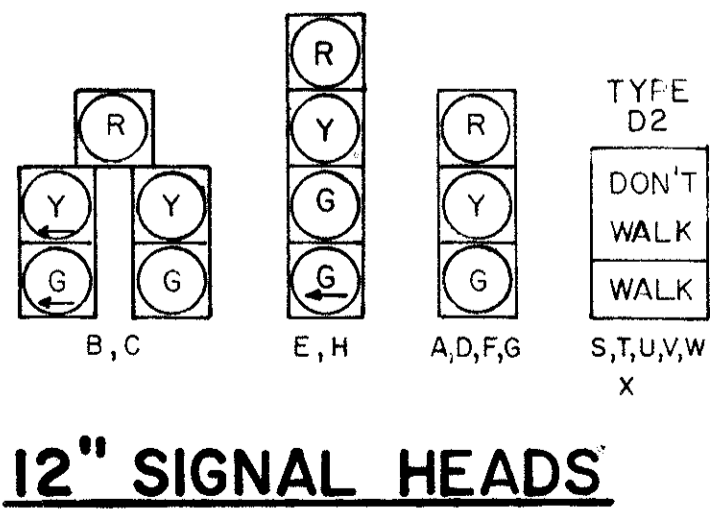 R
Y Y
G G
B, C
R
Y
G
G
E, H
R
Y
G
A,D,F,G
TYPE
D2
DON'T
WALK
WALK
S,T,U,V,W
X
12" SIGNAL HEADS